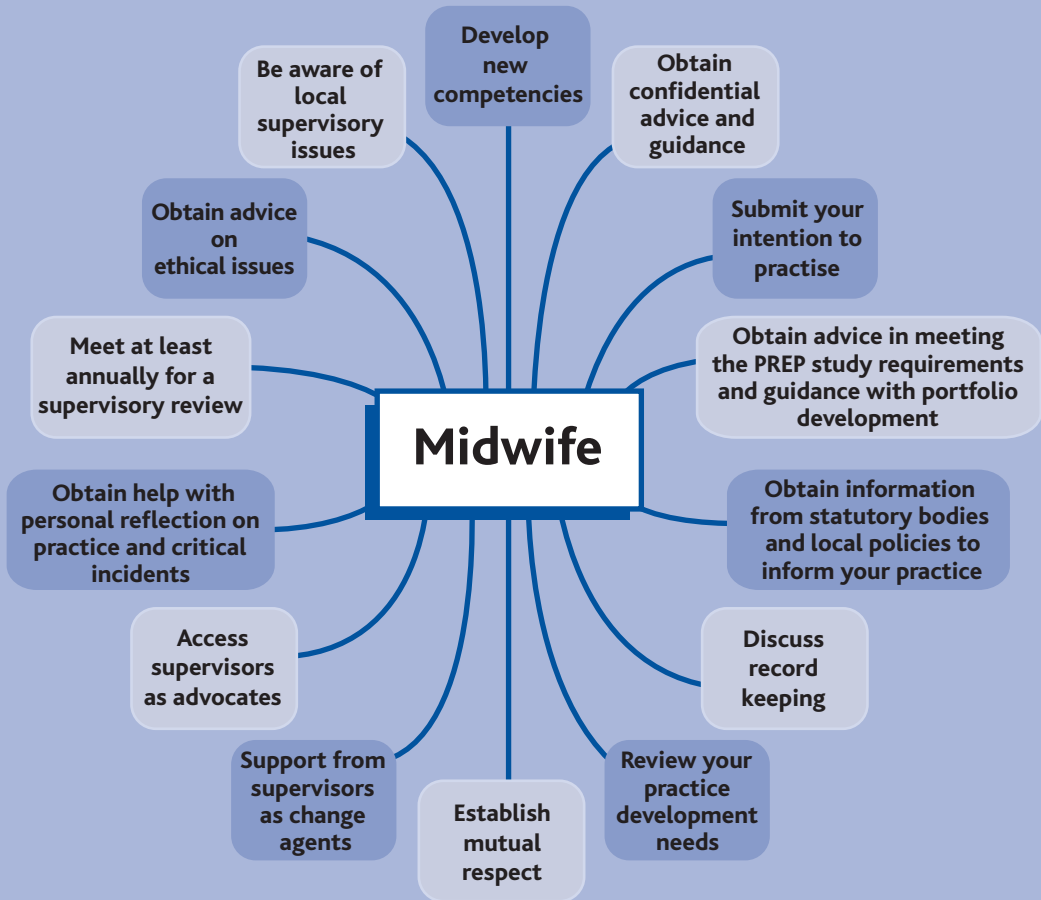 Develop
new
competencies
Obtain
confidential
advice and
guidance
Submit your
intention to
practise
Obtain advice in meeting
the PREP study requirements
and guidance with portfolio
development
Obtain information
from statutory bodies
and local policies to
inform your practice
Discuss
record
keeping
Review your
practice
development
needs
Establish
mutual
respect
Support from
supervisors
as change
agents
Access
supervisors
as advocates
Obtain help with
personal reflection on
practice and critical
incidents
Meet at least
annually for a
supervisory review
Obtain advice
on
ethical issues
Be aware of
local
supervisory
issues
Midwife